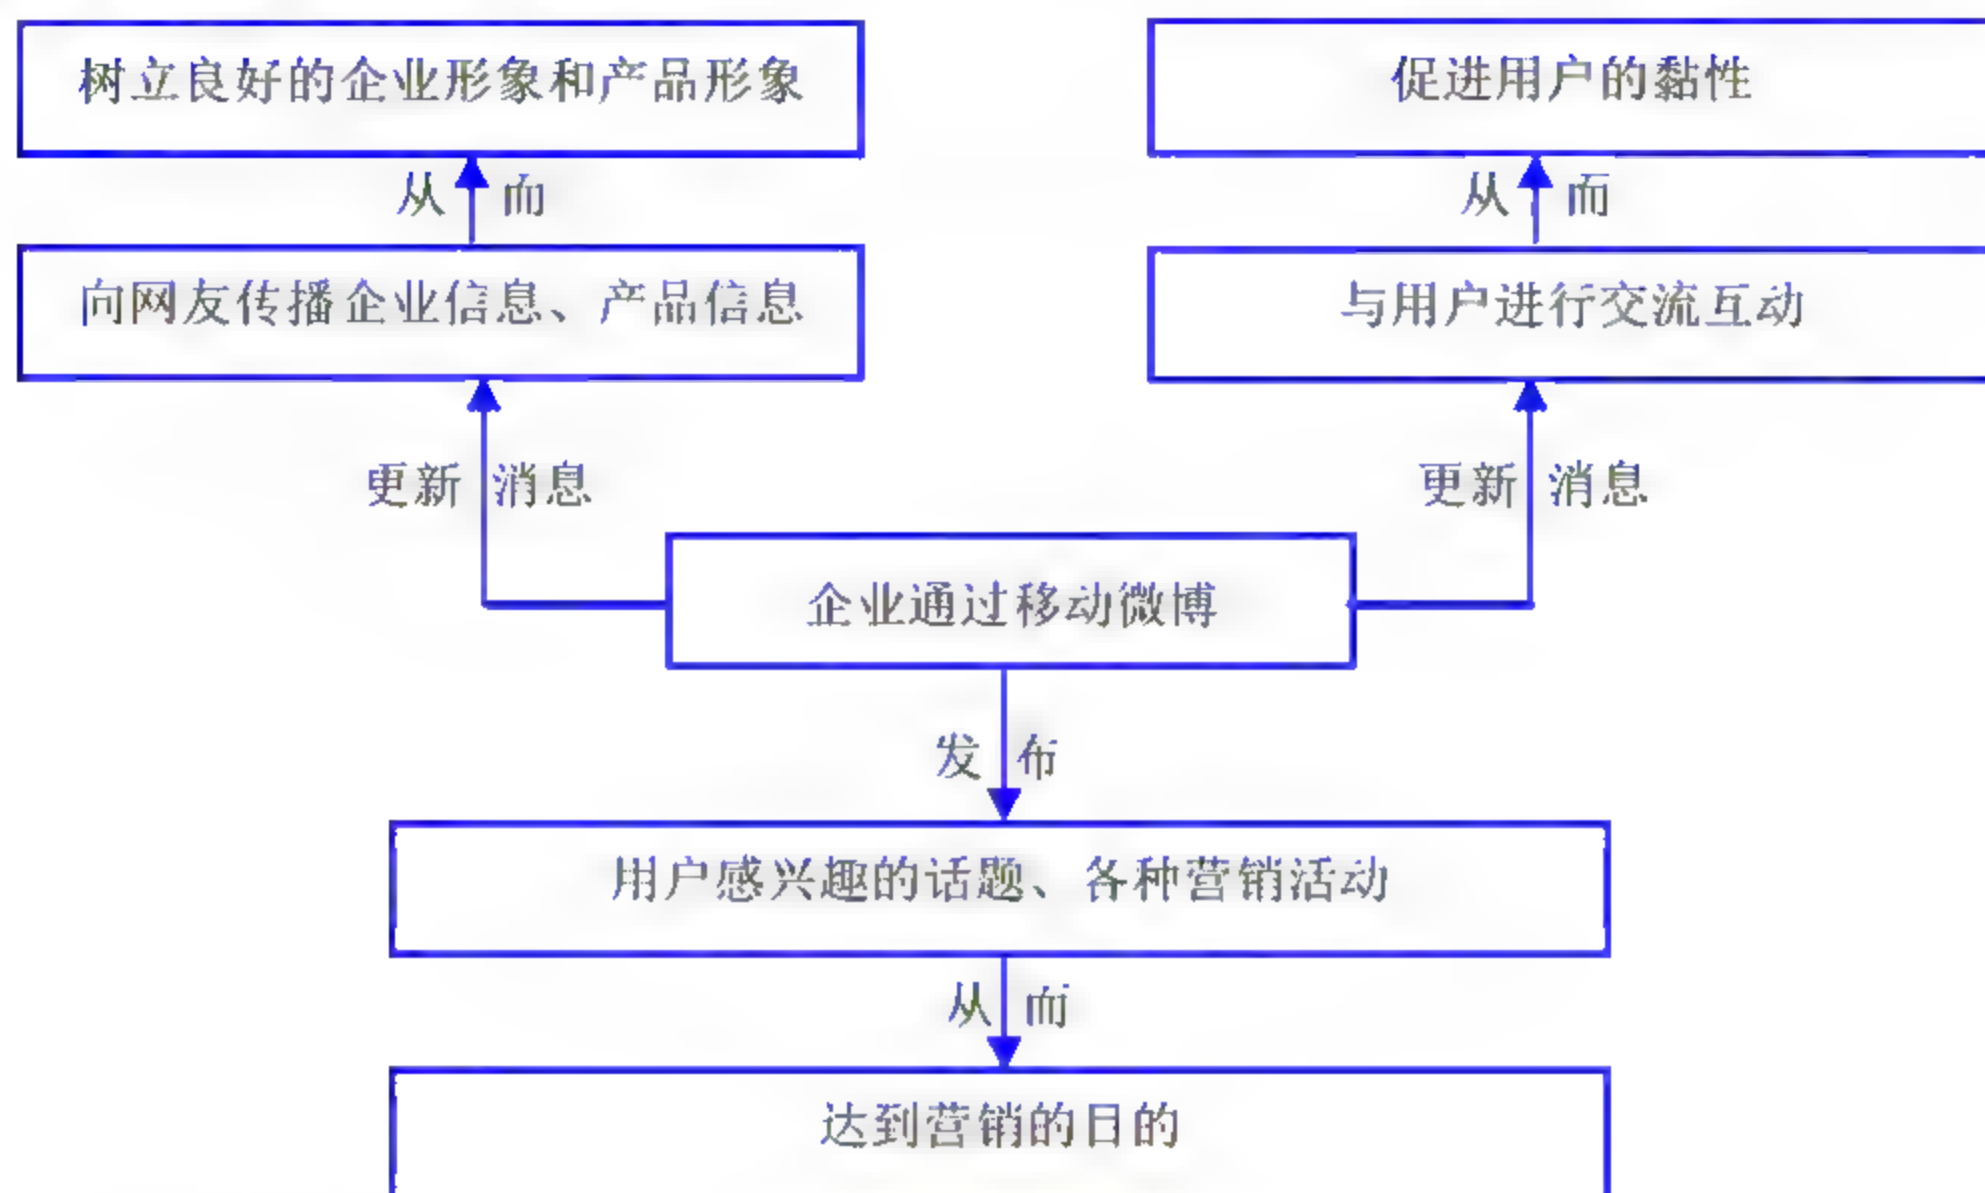 树立良好的企业形象和产品形象
促进用户的黏性
从而
从而
向网友传播企业信息、产品信息
与用户进行交流互动
更新消息
更新消息
企业通过移动微博
发布
用户感兴趣的话题、各种营销活动
从而
达到营销的目的